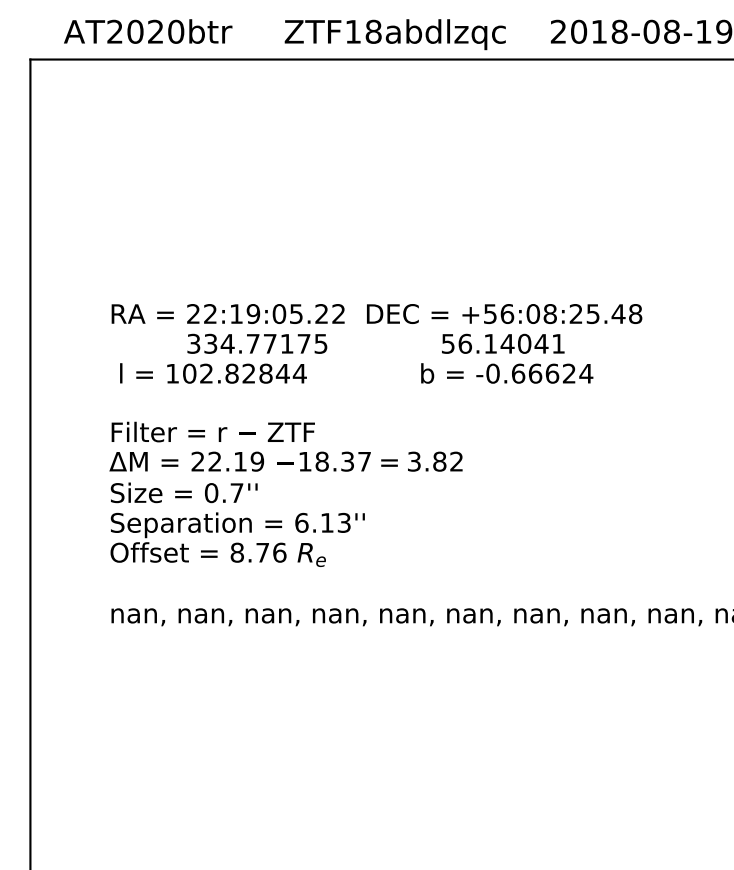 AT2020btr ZTF18abdlzqc 2018-08-19
RA = 22:19:05.22 DEC = +56:08:25.48
334.77175 56.14041
l = 102.82844 b = -0.66624
Filter = r − ZTF
ΔM = 22.19 −18.37 = 3.82
Size = 0.7''
Separation = 6.13''
Offset = 8.76 Rₑ
nan, nan, nan, nan, nan, nan, nan, nan, nan,